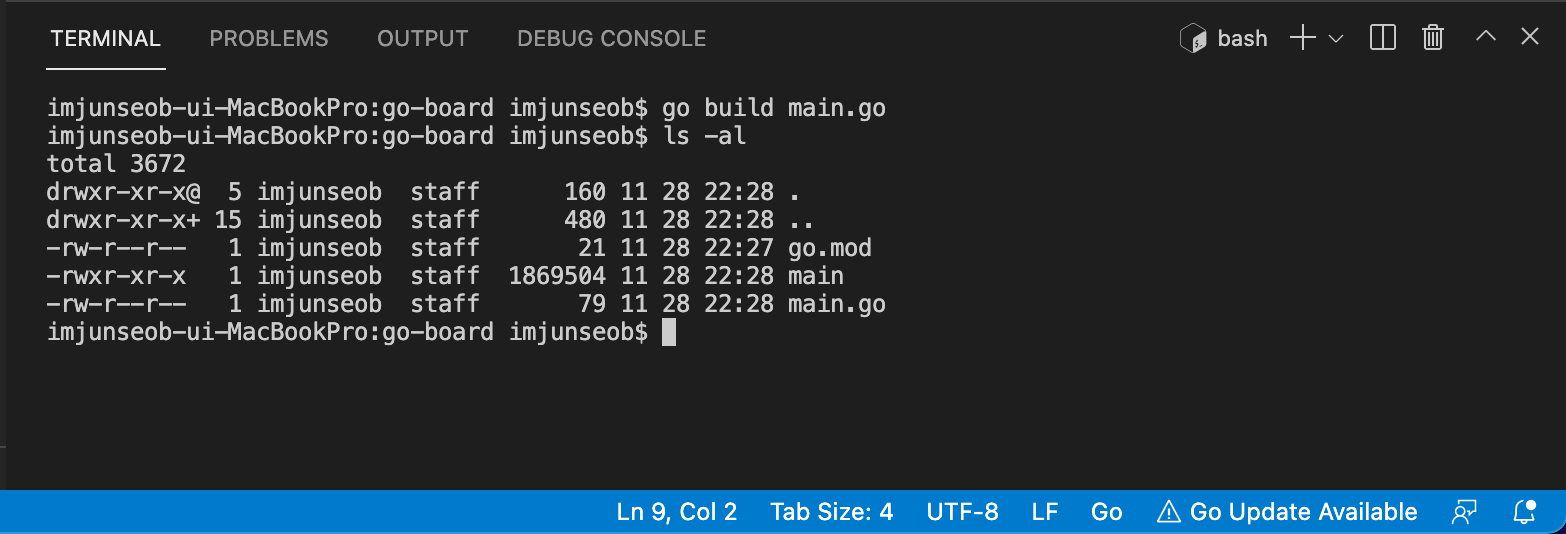 TERMINAL PROBLEMS OUTPUT DEBUG CONSOLE bash
imjunseob-ui-MacBookPro:go-board imjunseob$ go build main.go
imjunseob-ui-MacBookPro:go-board imjunseob$ ls -al
total 3672
drwxr-xr-x@  5 imjunseob  staff      160 11 28 22:28 .
drwxr-xr-x+ 15 imjunseob  staff      480 11 28 22:28 ..
-rw-r--r--   1 imjunseob  staff       21 11 28 22:27 go.mod
-rwxr-xr-x   1 imjunseob  staff  1869504 11 28 22:28 main
-rw-r--r--   1 imjunseob  staff       79 11 28 22:28 main.go
imjunseob-ui-MacBookPro:go-board imjunseob$
Ln 9, Col 2 Tab Size: 4 UTF-8 LF Go Go Update Available